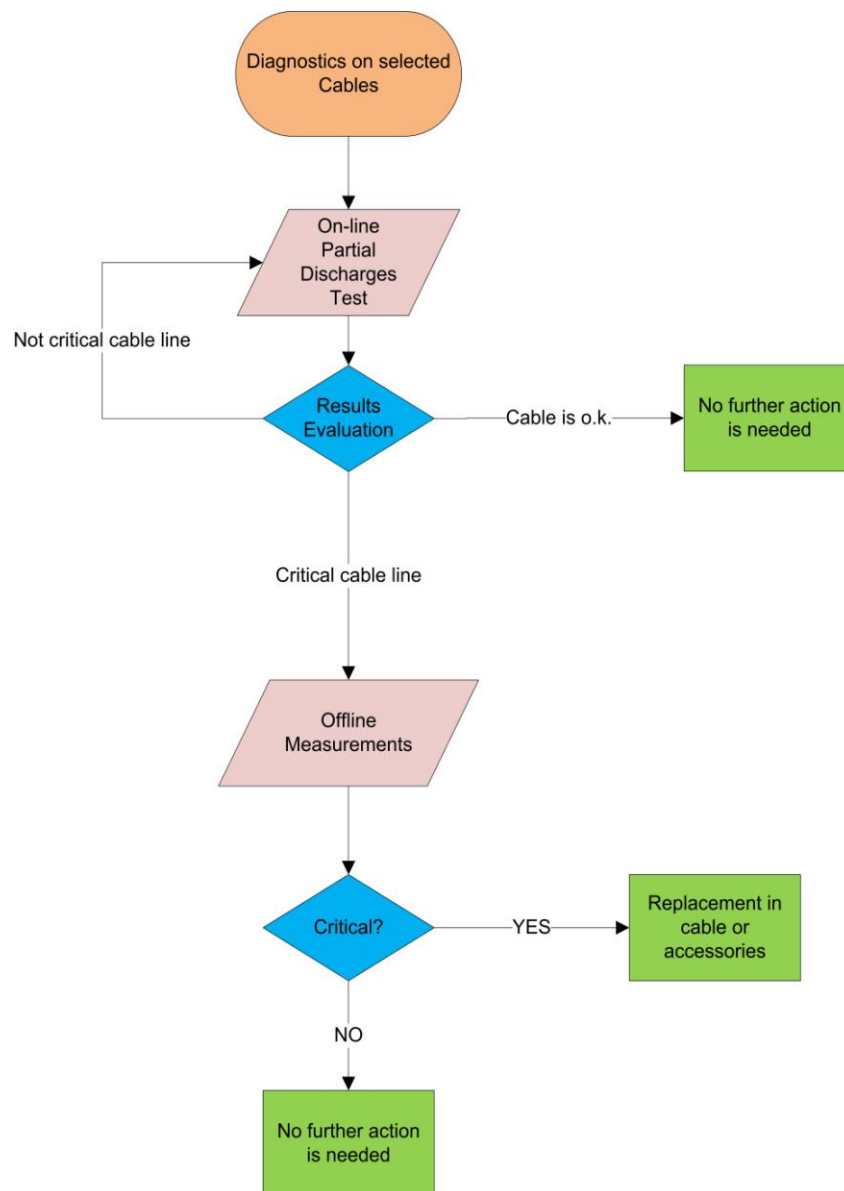 Diagnostics on selected
Cables
On-line
Partial
Discharges
Test
Not critical cable line
Results
Evaluation
Cable is o.k.
No further action
is needed
Critical cable line
Offline
Measurements
Critical?
YES
Replacement in
cable or
accessories
NO
No further action
is needed